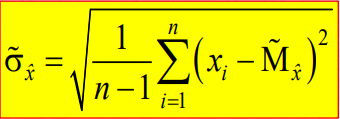 σ̃_x̂ = √( 1/(n−1) ∑_{i=1}^{n} (x_i − M̃_x̂)² )